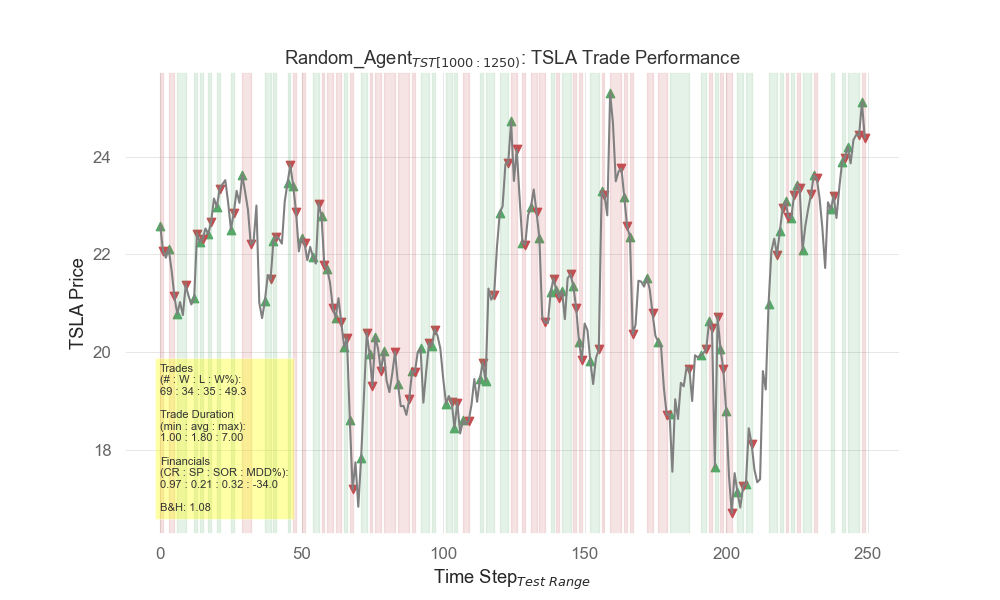 Random_Agent TST[1000:1250): TSLA Trade Performance
TSLA Price
24
22
20
18
Trades
(# : W : L : W%):
69 : 34 : 35 : 49.3
Trade Duration
(min : avg : max):
1.00 : 1.80 : 7.00
Financials
(CR : SP : SOR : MDD%):
0.97 : 0.21 : 0.32 : -34.0
B&H: 1.08
0 50 100 150 200 250
Time Step Test Range